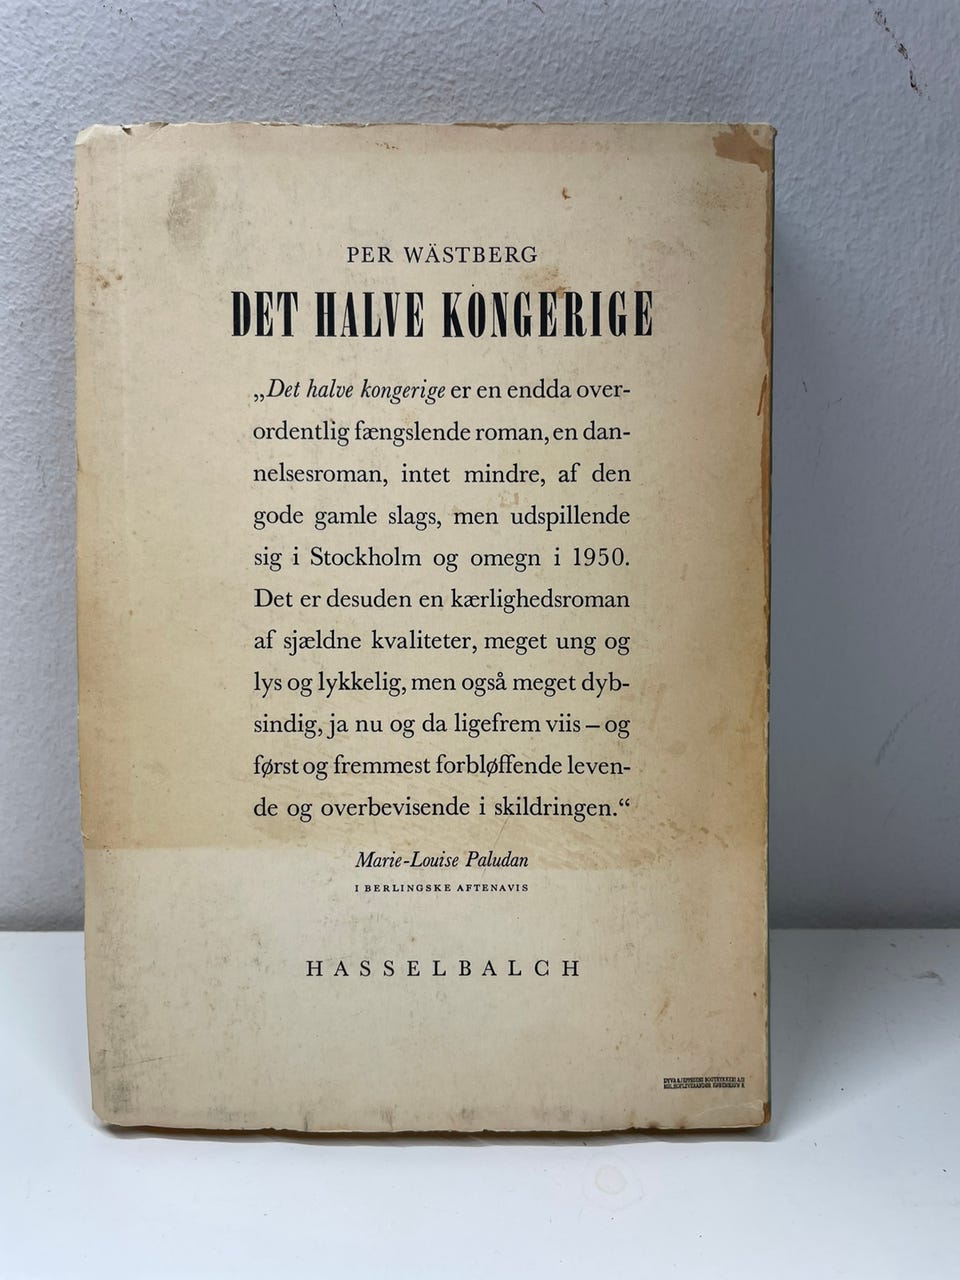 PER WÄSTBERG
DET HALVE KONGERIGE
„Det halve kongerige er en endda over-
ordentlig fængslende roman, en dan-
nelsesroman, intet mindre, af den
gode gamle slags, men udspillende
sig i Stockholm og omegn i 1950.
Det er desuden en kærlighedsroman
af sjældne kvaliteter, meget ung og
lys og lykkelig, men også meget dyb-
sindig, ja nu og da ligefrem viis – og
først og fremmest forbløffende leven-
de og overbevisende i skildringen.“
Marie-Louise Paludan
I BERLINGSKE AFTENAVIS
HASSELBALCH